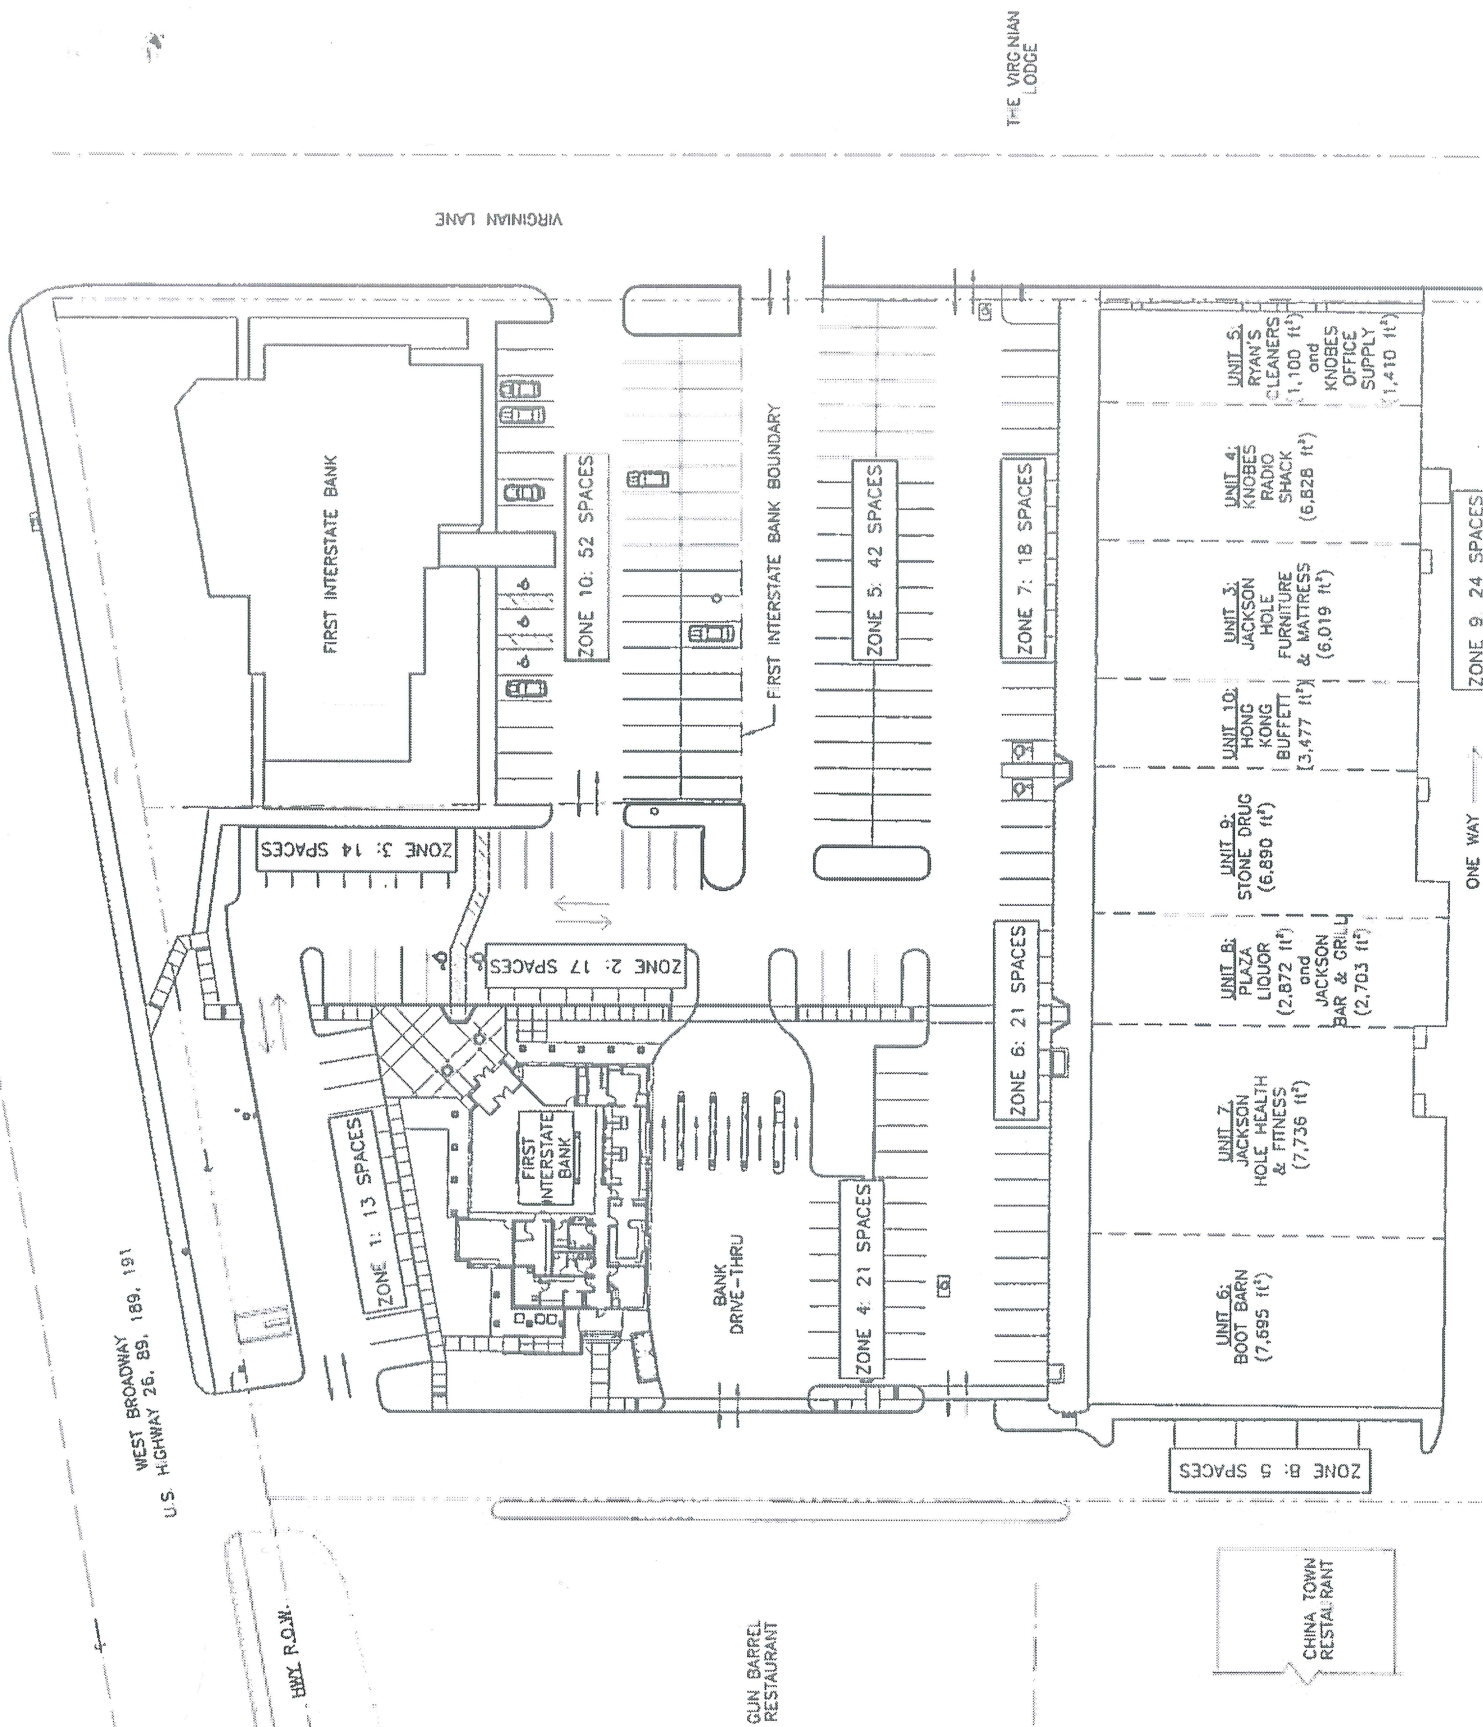 THE VIRGINIAN
LODGE
VIRGINIAN LANE
WEST BROADWAY
U.S. HIGHWAY 26, 89, 189, 191
HWY R.O.W.
FIRST INTERSTATE BANK
ZONE 10: 52 SPACES
FIRST INTERSTATE BANK BOUNDARY
ZONE 3: 14 SPACES
ZONE 2: 17 SPACES
ZONE 1: 13 SPACES
FIRST
INTERSTATE
BANK
BANK
DRIVE-THRU
ZONE 4: 21 SPACES
ZONE 5: 42 SPACES
ZONE 6: 21 SPACES
ZONE 7: 18 SPACES
ZONE 8: 5 SPACES
UNIT 6:
BOOT BARN
(7,695 ft²)
UNIT 7
JACKSON
HOLE HEALTH
& FITNESS
(7,736 ft²)
UNIT 8:
PLAZA
LIQUOR
(2,872 ft²)
and
JACKSON
BAR & GRILL
(2,703 ft²)
UNIT 9:
STONE DRUG
(6,890 ft²)
UNIT 10:
HONG
KONG
BUFFETT
(3,477 ft²)
UNIT 3:
JACKSON
HOLE
FURNITURE
& MATTRESS
(6,019 ft²)
UNIT 4:
KNOBES
RADIO
SHACK
(6,828 ft²)
UNIT 5:
RYAN'S
CLEANERS
(1,100 ft²)
and
KNOBES
OFFICE
SUPPLY
(1,410 ft²)
ONE WAY
ZONE 9 24 SPACES
GUN BARREL
RESTAURANT
CHINA TOWN
RESTAURANT